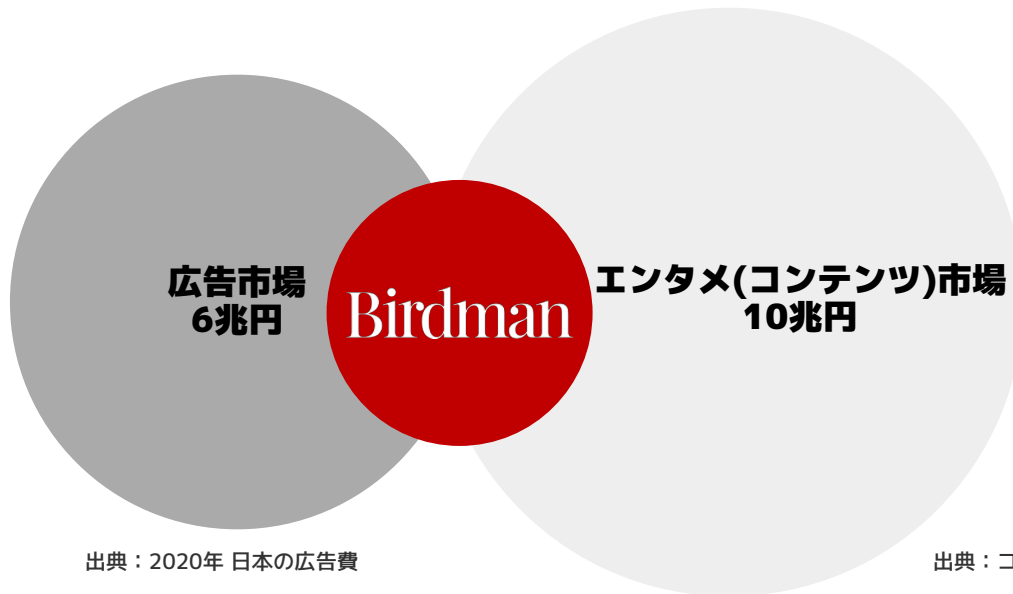 広告市場
6兆円
Birdman
エンタメ(コンテンツ)市場
10兆円
出典：2020年 日本の広告費
出典：コ